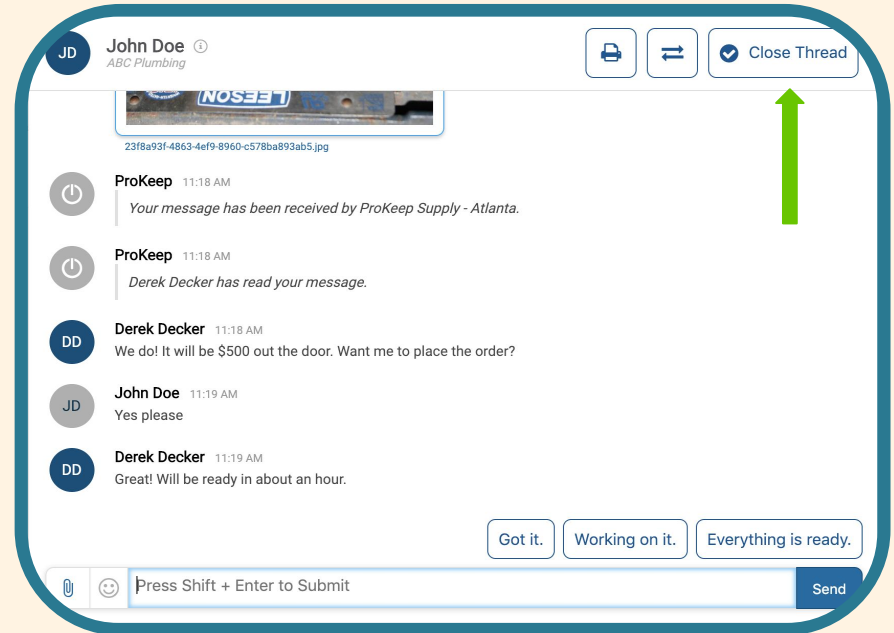 JD
John Doe
ABC Plumbing
Close Thread
LEESON
23f8a93f-4863-4ef9-8960-c578ba893ab5.jpg
ProKeep 11:18 AM
Your message has been received by ProKeep Supply - Atlanta.
ProKeep 11:18 AM
Derek Decker has read your message.
DD
Derek Decker 11:18 AM
We do! It will be $500 out the door. Want me to place the order?
JD
John Doe 11:19 AM
Yes please
DD
Derek Decker 11:19 AM
Great! Will be ready in about an hour.
Got it. Working on it. Everything is ready.
Press Shift + Enter to Submit
Send